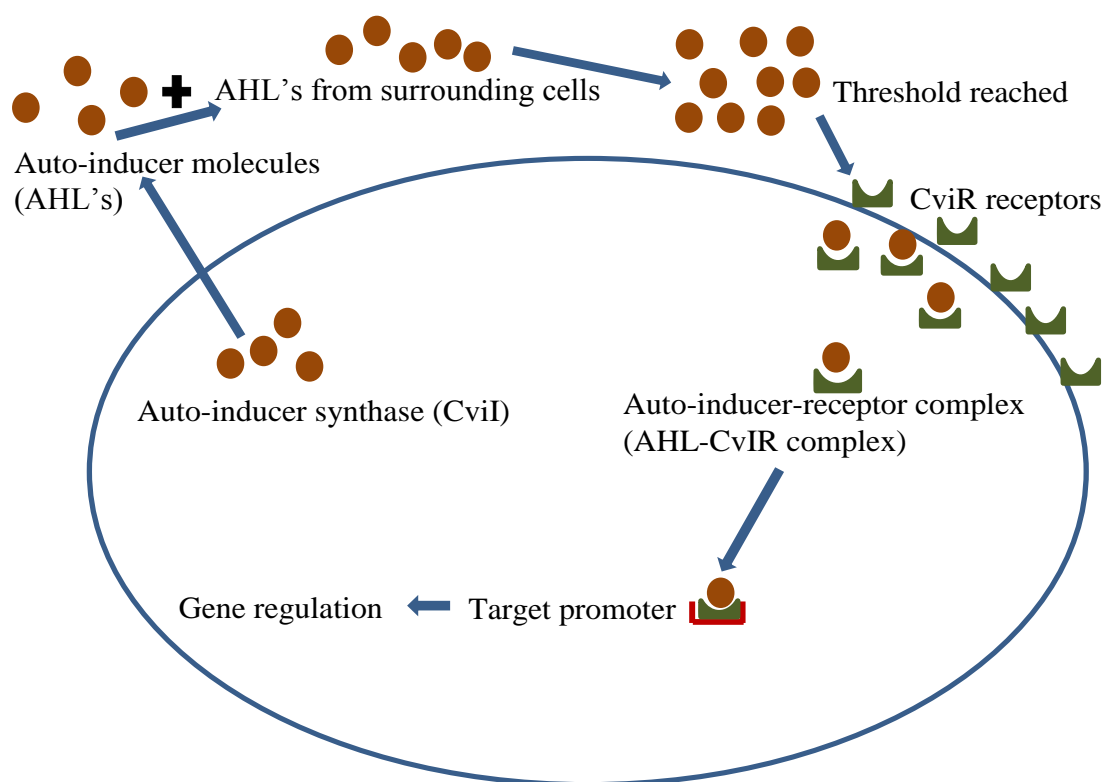 AHL's from surrounding cells
Threshold reached
Auto-inducer molecules
(AHL's)
CviR receptors
Auto-inducer synthase (CviI)
Auto-inducer-receptor complex
(AHL-CvIR complex)
Gene regulation
Target promoter